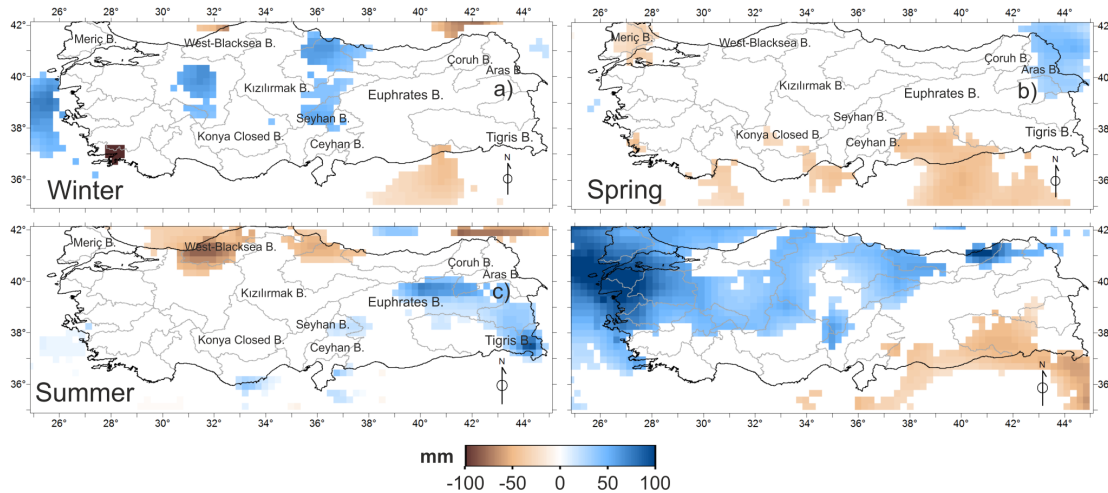 26° 28° 30° 32° 34° 36° 38° 40° 42° 44°
26° 28° 30° 32° 34° 36° 38° 40° 42° 44°
42°
Meriç B.
West-Blacksea B.
Çoruh B.
Aras B.
40°
Kızılırmak B.
Euphrates B.
a)
38°
Seyhan B.
Konya Closed B.
Ceyhan B.
Tigris B.
36°
N
Winter
Meriç B.
West-Blacksea B.
42°
Çoruh B.
Aras B.
40°
Kızılırmak B.
Euphrates B.
b)
Seyhan B.
38°
Konya Closed B.
Ceyhan B.
Tigris B.
N
36°
Spring
42°
Meriç B.
West-Blacksea B.
Çoruh B.
Aras B.
40°
Kızılırmak B.
Euphrates B.
c)
38°
Seyhan B.
Konya Closed B.
Ceyhan B.
Tigris B.
N
36°
Summer
42°
40°
38°
N
36°
26° 28° 30° 32° 34° 36° 38° 40° 42° 44°
26° 28° 30° 32° 34° 36° 38° 40° 42° 44°
mm
-100 -50 0 50 100